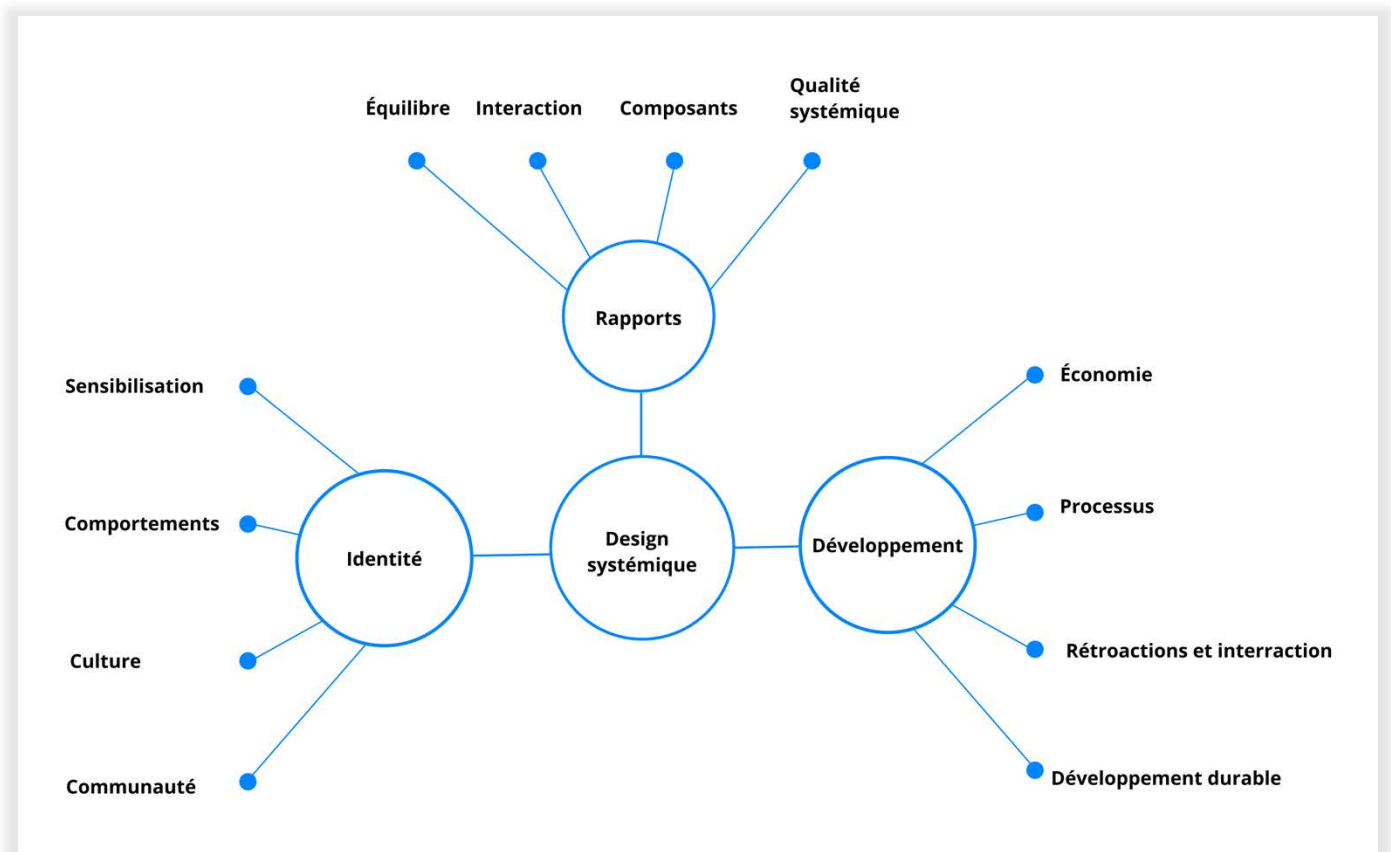 Équilibre
Interaction
Composants
Qualité
systémique
Rapports
Sensibilisation
Comportements
Culture
Communauté
Identité
Design
systémique
Développement
Économie
Processus
Rétroactions et interraction
Développement durable